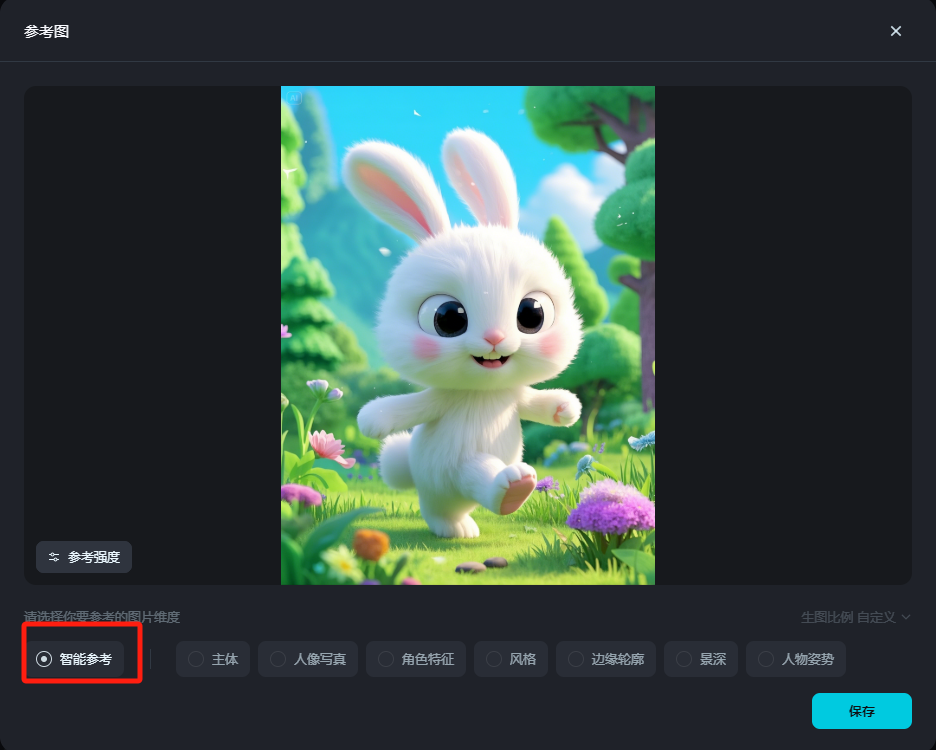 参考图
参考强度
请选择你要参考的图片维度
生图比例 自定义
智能参考
主体
人像写真
角色特征
风格
边缘轮廓
景深
人物姿势
保存